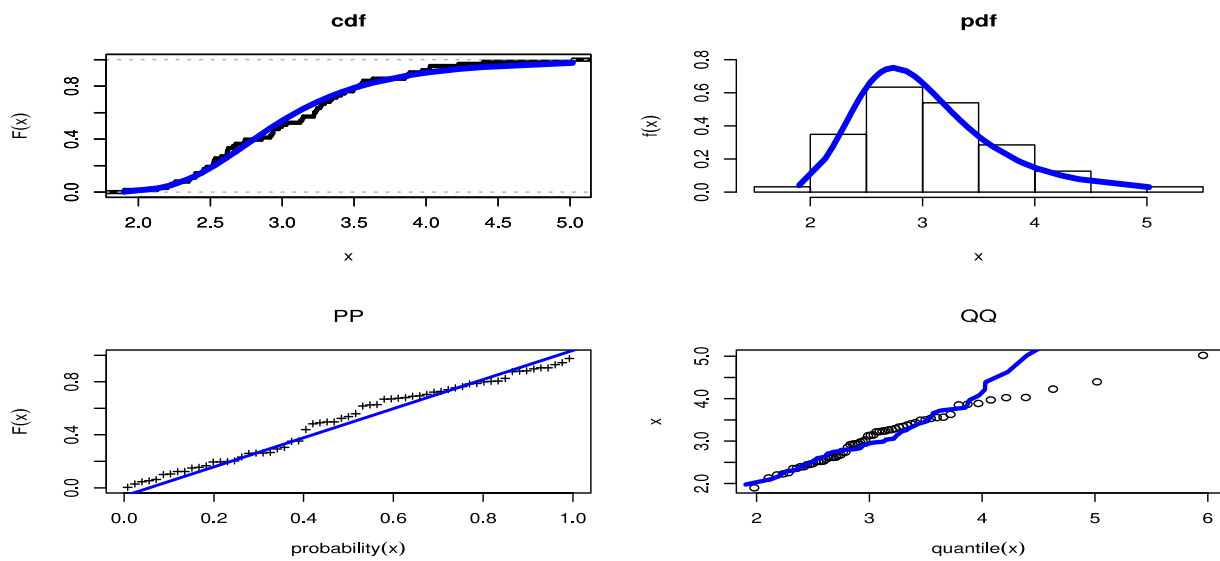 cdf
F(x)
0.0 0.4 0.8
2.0 2.5 3.0 3.5 4.0 4.5 5.0
x
pdf
f(x)
0.0 0.2 0.4 0.6 0.8
2 3 4 5
x
PP
F(x)
0.0 0.4 0.8
0.0 0.2 0.4 0.6 0.8 1.0
probability(x)
QQ
x
2.0 3.0 4.0 5.0
2 3 4 5 6
quantile(x)